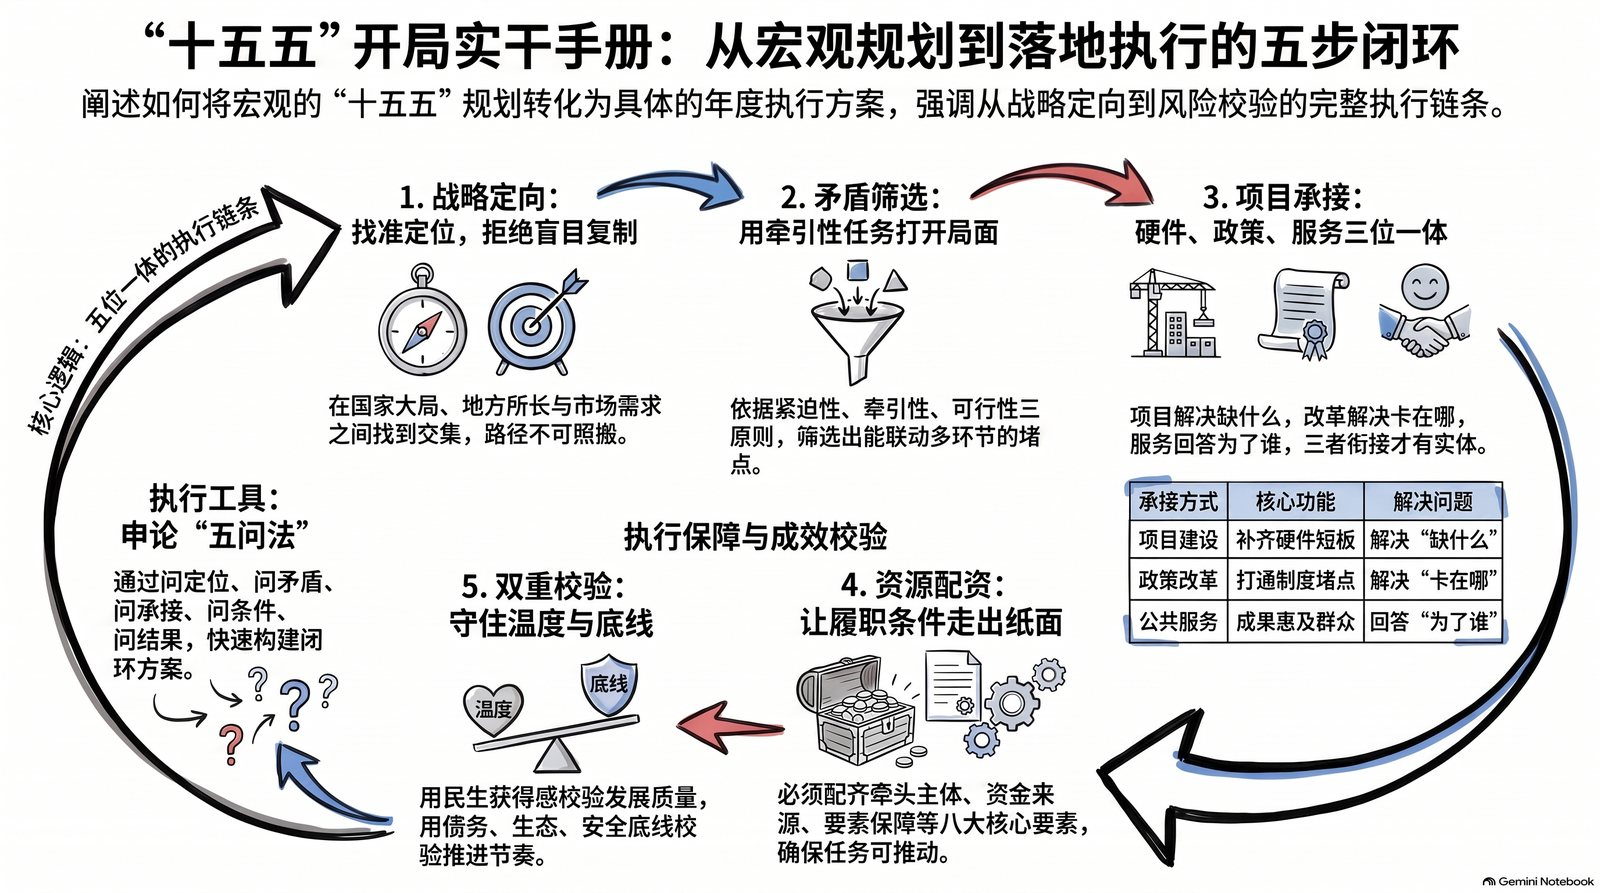 “十五五”开局实干手册：从宏观规划到落地执行的五步闭环
阐述如何将宏观的“十五五”规划转化为具体的年度执行方案，强调从战略定向到风险校验的完整执行链条。
核心逻辑：五位一体的执行链条
1. 战略定向：
找准定位，拒绝盲目复制
在国家大局、地方所长与市场需求
之间找到交集，路径不可照搬。
2. 矛盾筛选：
用牵引性任务打开局面
依据紧迫性、牵引性、可行性三
原则，筛选出能联动多环节的堵
点。
3. 项目承接：
硬件、政策、服务三位一体
项目解决缺什么，改革解决卡在哪，
服务回答为了谁，三者衔接才有实体。
承接方式 核心功能 解决问题
项目建设 补齐硬件短板 解决“缺什么”
政策改革 打通制度堵点 解决“卡在哪”
公共服务 成果惠及群众 回答“为了谁”
执行保障与成效校验
4. 资源配资：
让履职条件走出纸面
必须配齐牵头主体、资金来
源、要素保障等八大核心要素，
确保任务可推动。
5. 双重校验：
守住温度与底线
温度
底线
用民生获得感校验发展质量，
用债务、生态、安全底线校
验推进节奏。
执行工具：
申论“五问法”
通过问定位、问矛盾、
问承接、问条件、
问结果，快速构建闭
环方案。
? ? ? ?
Gemini Notebook